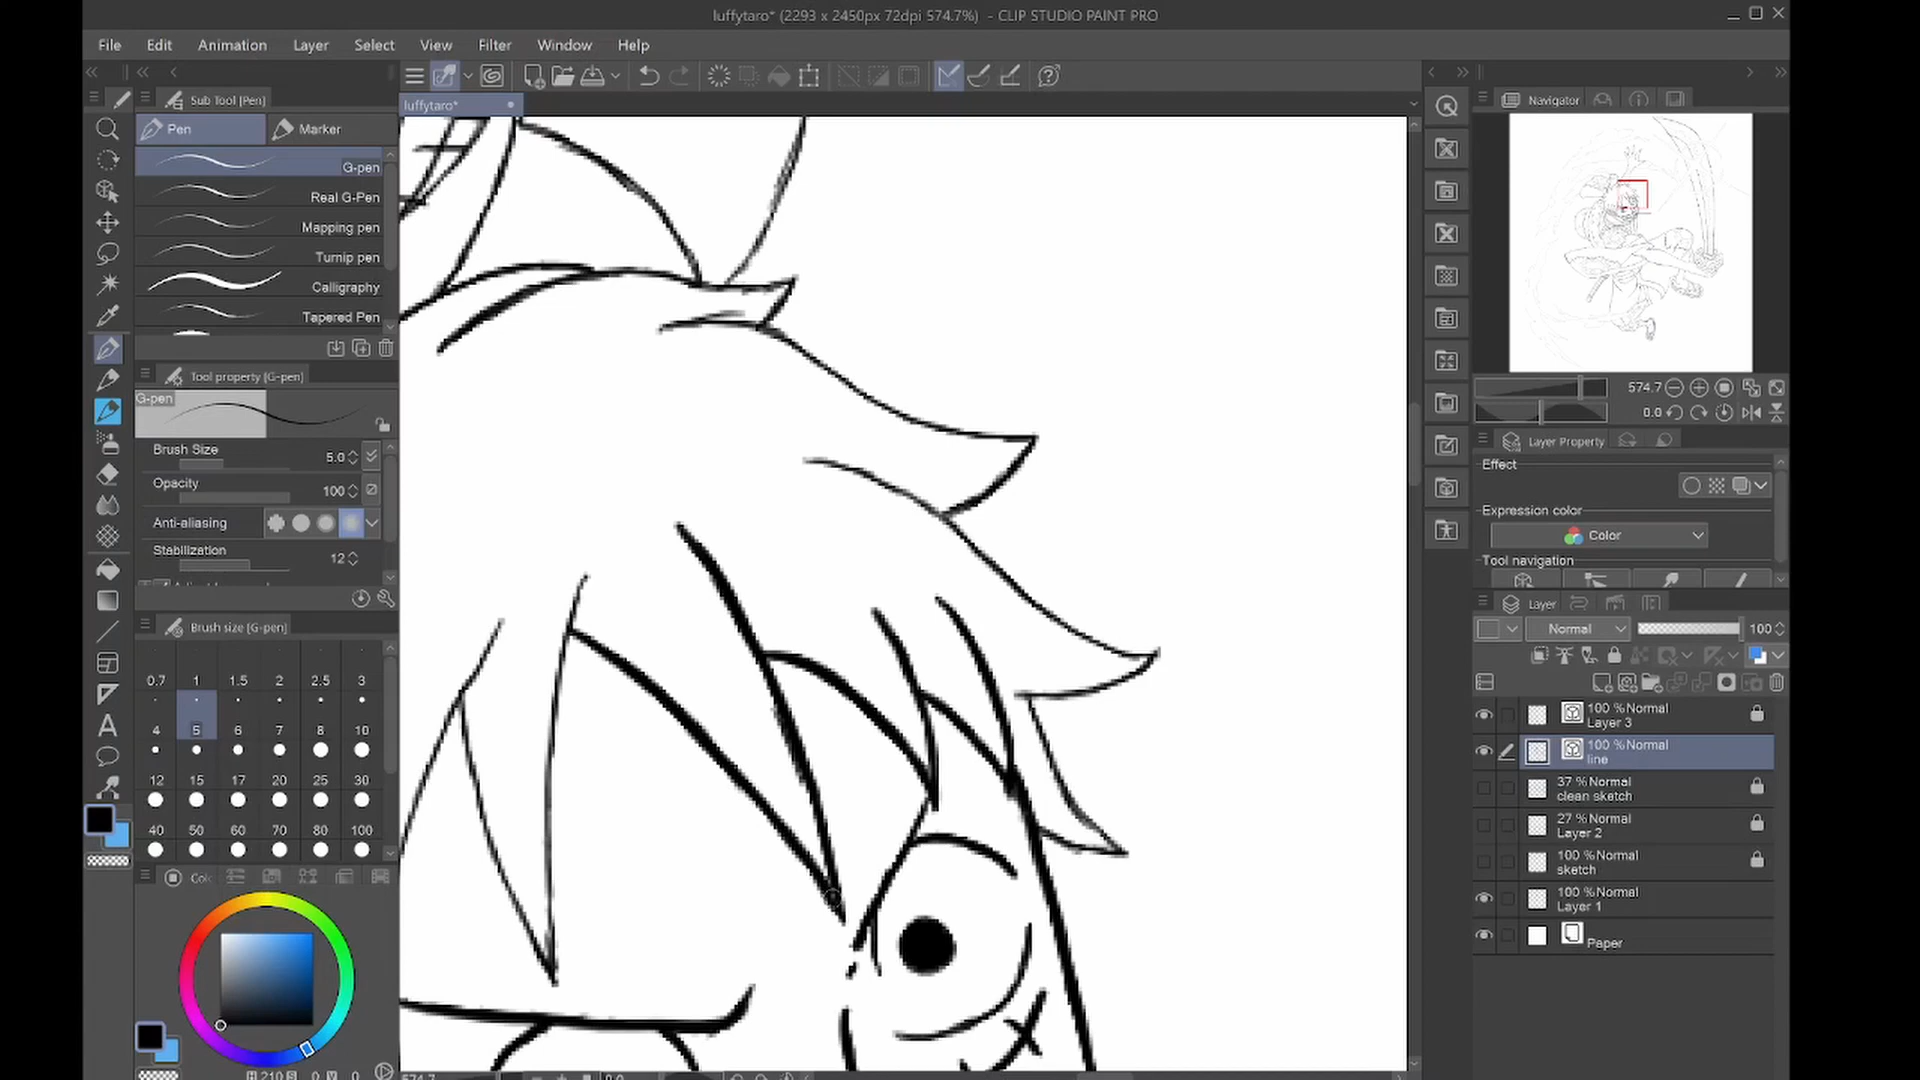 luffytaro* (2293 x 2450px 72dpi 574.7%) - CLIP STUDIO PAINT PRO
File Edit Animation Layer Select View Filter Window Help
Sub Tool [Pen]
luffytaro*
Navigator
Pen Marker
G-pen
Real G-Pen
Mapping pen
Turnip pen
Calligraphy
Tapered Pen
Tool property [G-pen]
G-pen
Brush Size 5.0
Opacity 100
Anti-aliasing
Stabilization 12
Brush size [G-pen]
0.7 1 1.5 2 2.5 3
4 5 6 7 8 10
12 15 17 20 25 30
40 50 60 70 80 100
574.7
0.0
Layer Property
Effect
Expression color
Color
Tool navigation
Layer
Normal 100
100 %Normal
Layer 3
100 %Normal
line
37 %Normal
clean sketch
27 %Normal
Layer 2
100 %Normal
sketch
100 %Normal
Layer 1
Paper